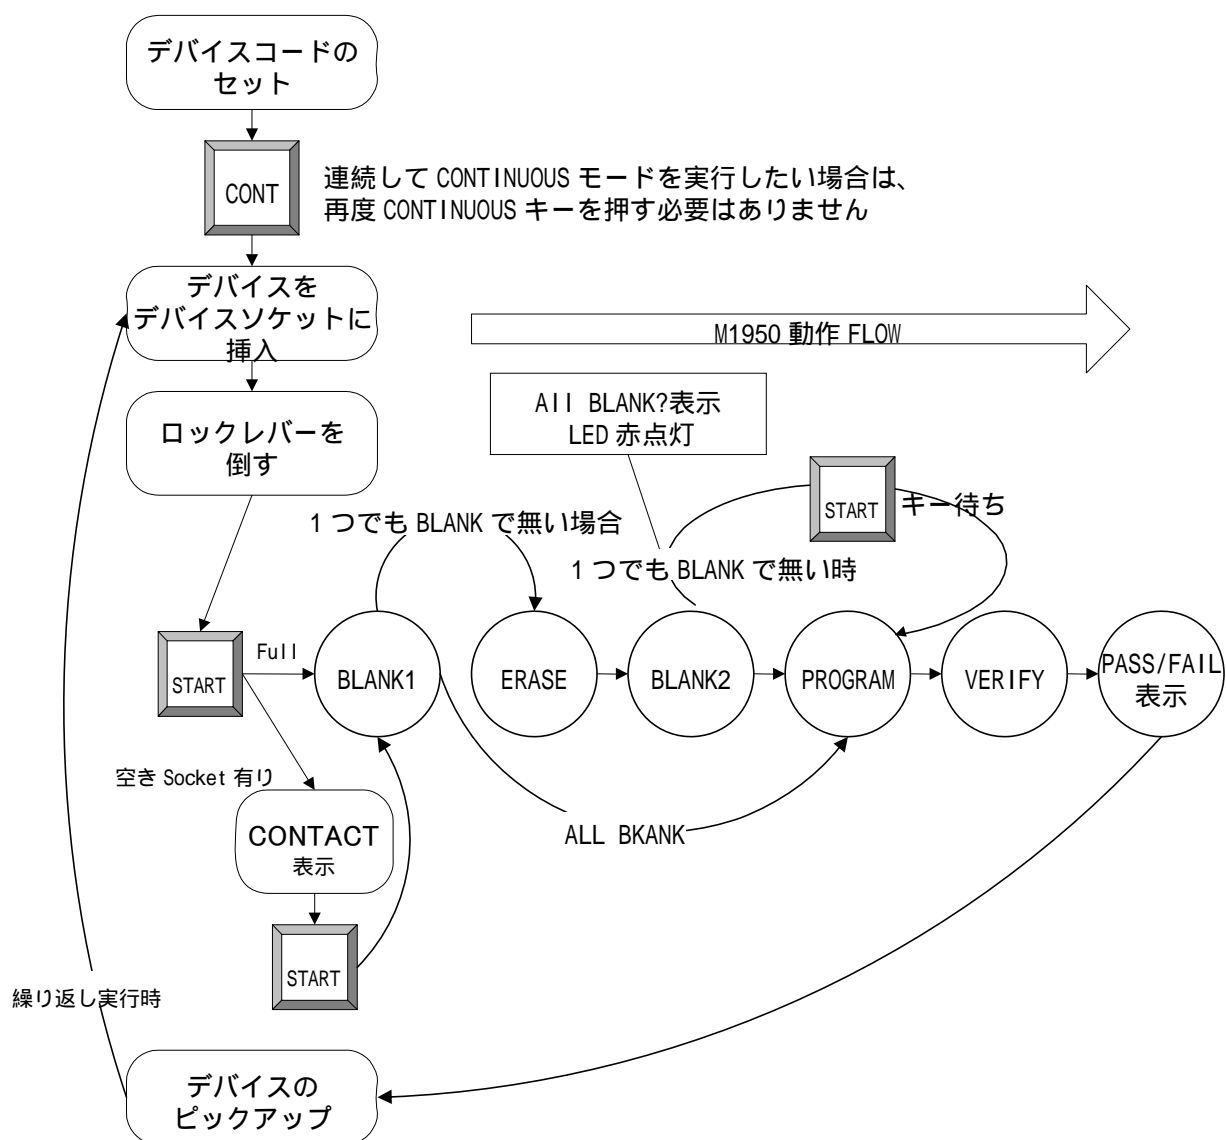 デバイスコードの
セット
CONT
連続して CONTINUOUS モードを実行したい場合は、
再度 CONTINUOUS キーを押す必要はありません
デバイスを
デバイスソケットに
挿入
M1950 動作 FLOW
All BLANK?表示
LED 赤点灯
ロックレバーを
倒す
START
キー待ち
1 つでも BLANK で無い場合
1 つでも BLANK で無い時
START
Full
BLANK1
ERASE
BLANK2
PROGRAM
VERIFY
PASS/FAIL
表示
空き Socket 有り
CONTACT
表示
ALL BKANK
START
繰り返し実行時
デバイスの
ピックアップ